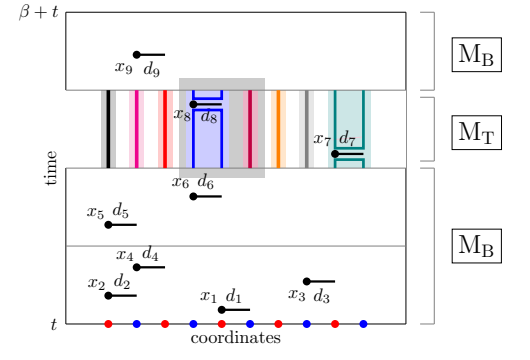 β + t
x₉ d₉
M_B
x₈ d₈
x₇ d₇
M_T
time
x₆ d₆
x₅ d₅
x₄ d₄
M_B
x₂ d₂
x₃ d₃
x₁ d₁
t
coordinates